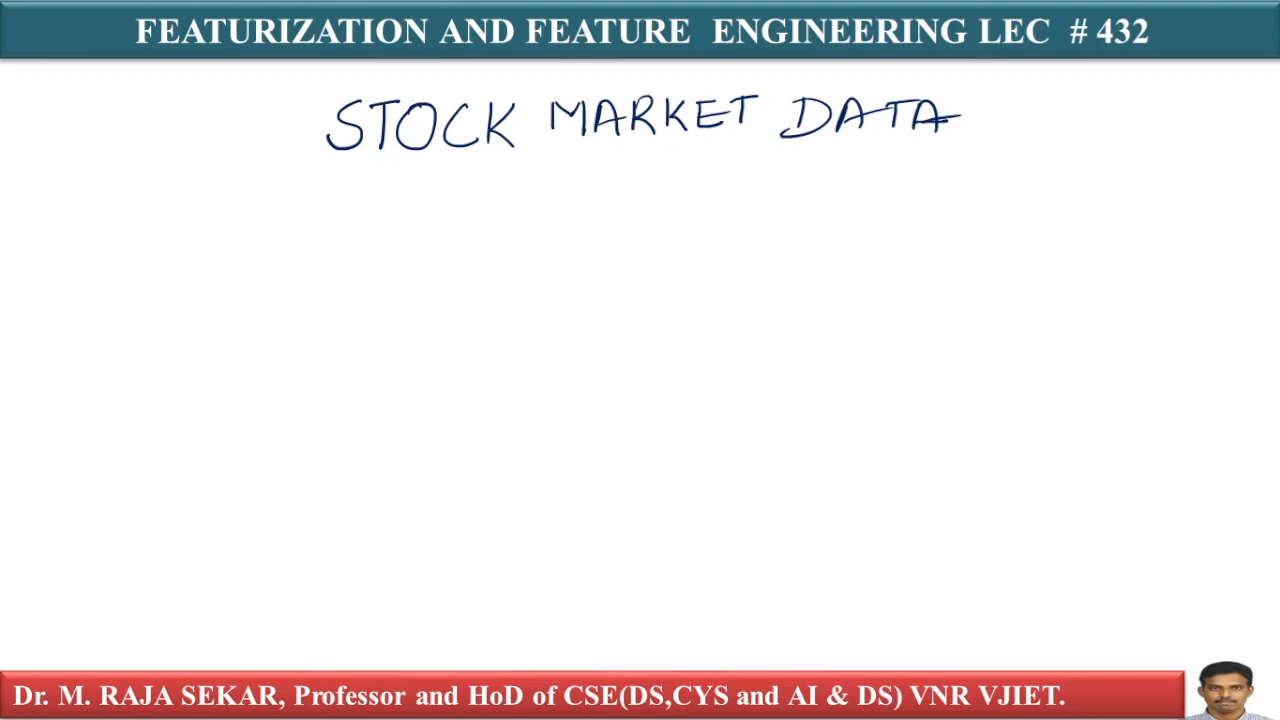 FEATURIZATION AND FEATURE ENGINEERING LEC # 432
STOCK MARKET DATA
Dr. M. RAJA SEKAR, Professor and HoD of CSE(DS,CYS and AI & DS) VNR VJIET.